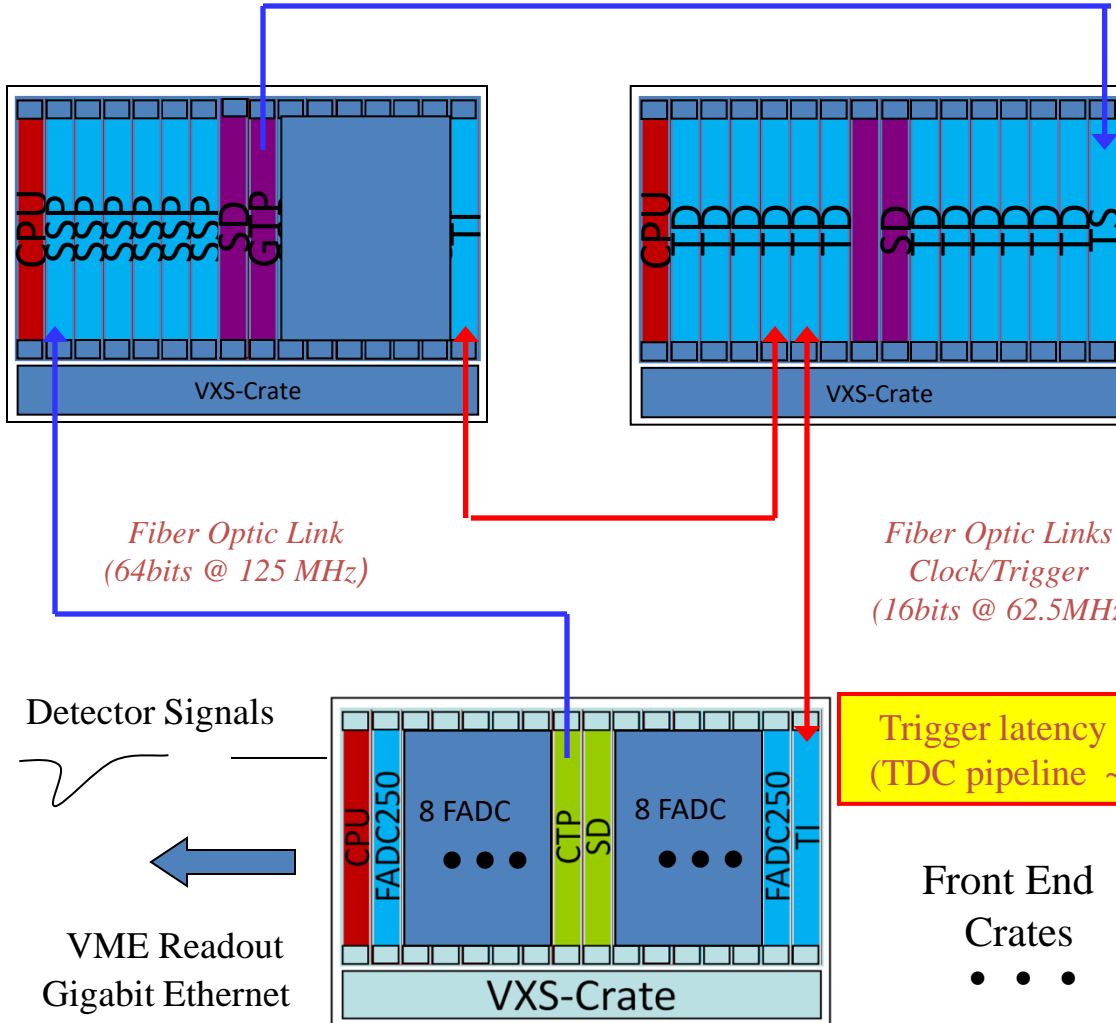 CPU
SSP
SSP
SSP
SSP
SSP
SSP
SD
GTP
TI
VXS-Crate
CPU
TD
TD
TD
TD
TD
TD
SD
TD
TD
TD
TD
TD
TD
TS
VXS-Crate
Fiber Optic Link
(64bits @ 125 MHz)
Fiber Optic Links
Clock/Trigger
(16bits @ 62.5MHz
Detector Signals
Trigger latency
(TDC pipeline ~
CPU
FADC250
8 FADC
• • •
CTP
SD
8 FADC
• • •
FADC250
TI
VXS-Crate
VME Readout
Gigabit Ethernet
Front End
Crates
• • •